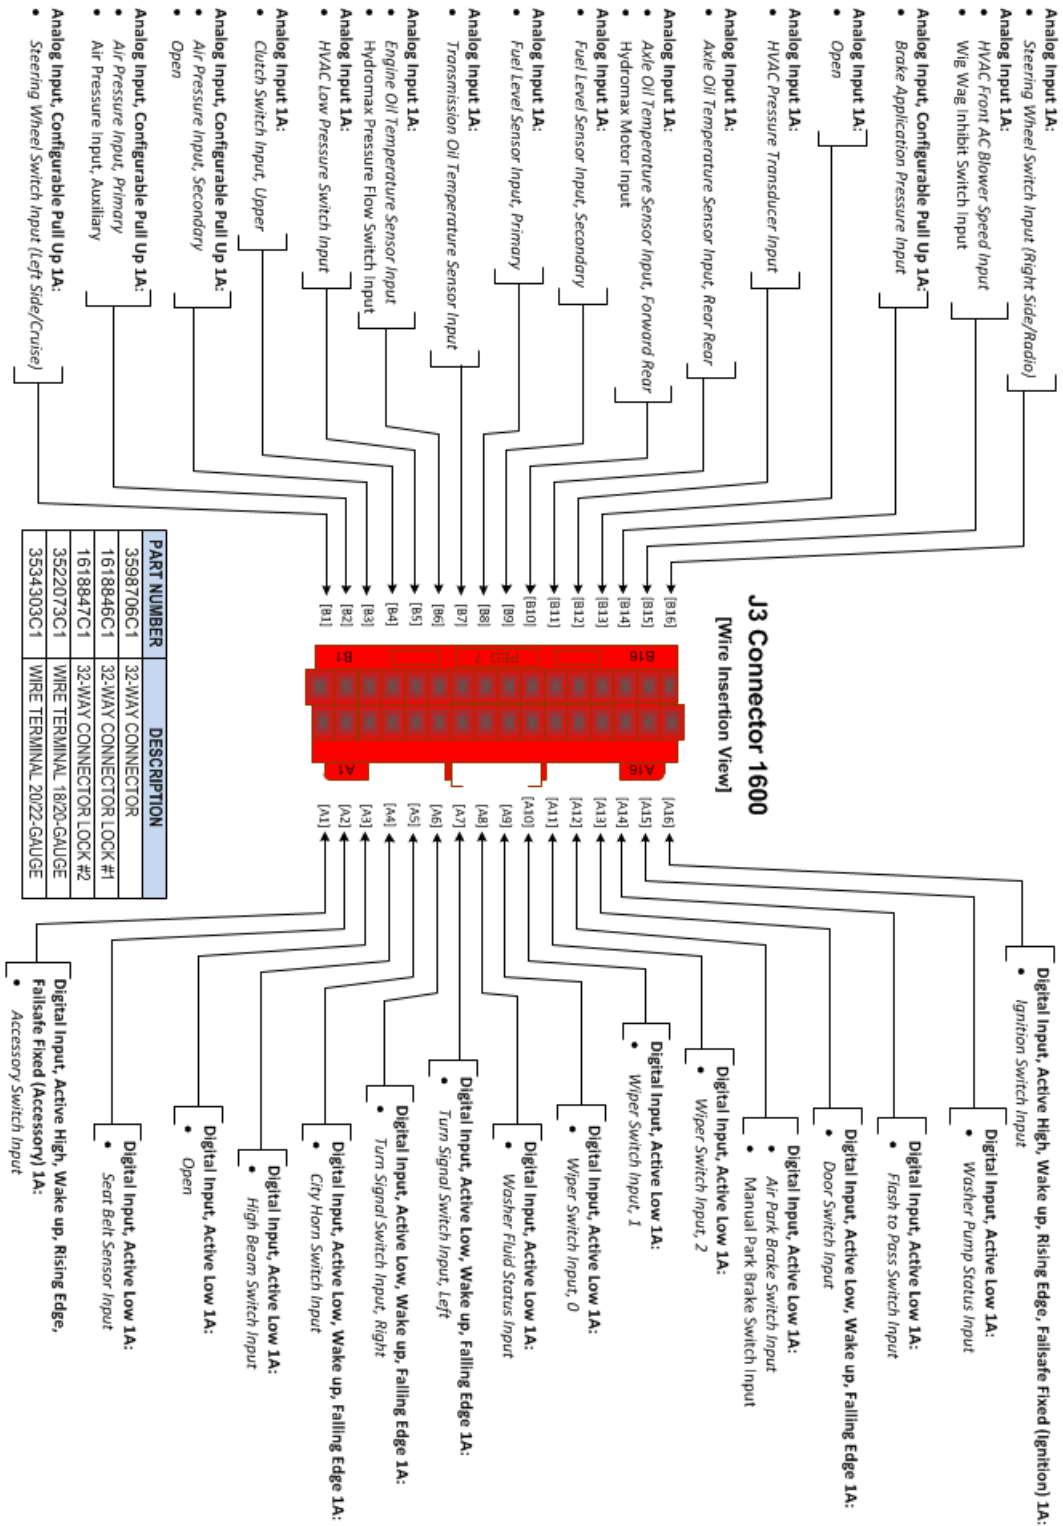 Analog Input 1A:
• Steering Wheel Switch Input (Right Side/Radio)
Analog Input 1A:
• HVAC Front AC Blower Speed Input
• Wig Wag Inhibit Switch Input
Analog Input, Configurable Pull Up 1A:
• Brake Application Pressure Input
Analog Input 1A:
• Open
Analog Input 1A:
• HVAC Pressure Transducer Input
Analog Input 1A:
• Axle Oil Temperature Sensor Input, Rear Rear
Analog Input 1A:
• Axle Oil Temperature Sensor Input, Forward Rear
• Hydromax Motor Input
Analog Input 1A:
• Fuel Level Sensor Input, Secondary
Analog Input 1A:
• Fuel Level Sensor Input, Primary
Analog Input 1A:
• Transmission Oil Temperature Sensor Input
Analog Input 1A:
• Engine Oil Temperature Sensor Input
• Hydromax Pressure Flow Switch Input
Analog Input 1A:
• HVAC Low Pressure Switch Input
Analog Input 1A:
• Clutch Switch Input, Upper
Analog Input, Configurable Pull Up 1A:
• Air Pressure Input, Secondary
• Open
Analog Input, Configurable Pull Up 1A:
• Air Pressure Input, Primary
• Air Pressure Input, Auxiliary
Analog Input, Configurable Pull Up 1A:
• Steering Wheel Switch Input (Left Side/Cruise)
J3 Connector 1600
[Wire Insertion View]
[B16]
[B15]
[B14]
[B13]
[B12]
[B11]
[B10]
[B9]
[B8]
[B7]
[B6]
[B5]
[B4]
[B3]
[B2]
[B1]
B16
RED 7
B1
A16
A1
[A16]
[A15]
[A14]
[A13]
[A12]
[A11]
[A10]
[A9]
[A8]
[A7]
[A6]
[A5]
[A4]
[A3]
[A2]
[A1]
PART NUMBER DESCRIPTION
3598706C1 32-WAY CONNECTOR
1618846C1 32-WAY CONNECTOR LOCK #1
1618847C1 32-WAY CONNECTOR LOCK #2
3522073C1 WIRE TERMINAL 18/20-GAUGE
3534303C1 WIRE TERMINAL 20/22-GAUGE
Digital Input, Active High, Wake up, Rising Edge, Failsafe Fixed (Ignition) 1A:
• Ignition Switch Input
Digital Input, Active Low 1A:
• Washer Pump Status Input
Digital Input, Active Low 1A:
• Flash to Pass Switch Input
Digital Input, Active Low, Wake up, Falling Edge 1A:
• Door Switch Input
Digital Input, Active Low 1A:
• Air Park Brake Switch Input
• Manual Park Brake Switch Input
Digital Input, Active Low 1A:
• Wiper Switch Input, 2
Digital Input, Active Low 1A:
• Wiper Switch Input, 1
Digital Input, Active Low 1A:
• Wiper Switch Input, 0
Digital Input, Active Low 1A:
• Washer Fluid Status Input
Digital Input, Active Low, Wake up, Falling Edge 1A:
• Turn Signal Switch Input, Left
Digital Input, Active Low, Wake up, Falling Edge 1A:
• Turn Signal Switch Input, Right
Digital Input, Active Low, Wake up, Falling Edge 1A:
• City Horn Switch Input
Digital Input, Active Low 1A:
• High Beam Switch Input
Digital Input, Active Low 1A:
• Open
Digital Input, Active Low 1A:
• Seat Belt Sensor Input
Digital Input, Active High, Wake up, Rising Edge,
Failsafe Fixed (Accessory) 1A:
• Accessory Switch Input